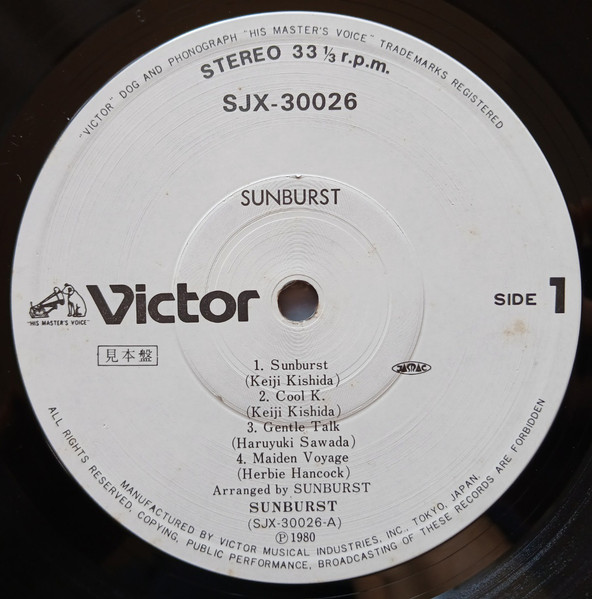 "VICTOR" DOG AND PHONOGRAPH "HIS MASTER'S VOICE" TRADEMARKS REGISTERED
STEREO 33 1/3 r.p.m.
SJX-30026
SUNBURST
Victor
"HIS MASTER'S VOICE"
SIDE 1
見本盤
JASRAC
1. Sunburst
(Keiji Kishida)
2. Cool K.
(Keiji Kishida)
3. Gentle Talk
(Haruyuki Sawada)
4. Maiden Voyage
(Herbie Hancock)
Arranged by SUNBURST
SUNBURST
(SJX-30026-A)
Ⓟ1980
MANUFACTURED BY VICTOR MUSICAL INDUSTRIES, INC., TOKYO, JAPAN.
ALL RIGHTS RESERVED, COPYING, PUBLIC PERFORMANCE, BROADCASTING OF THESE RECORDS ARE FORBIDDEN